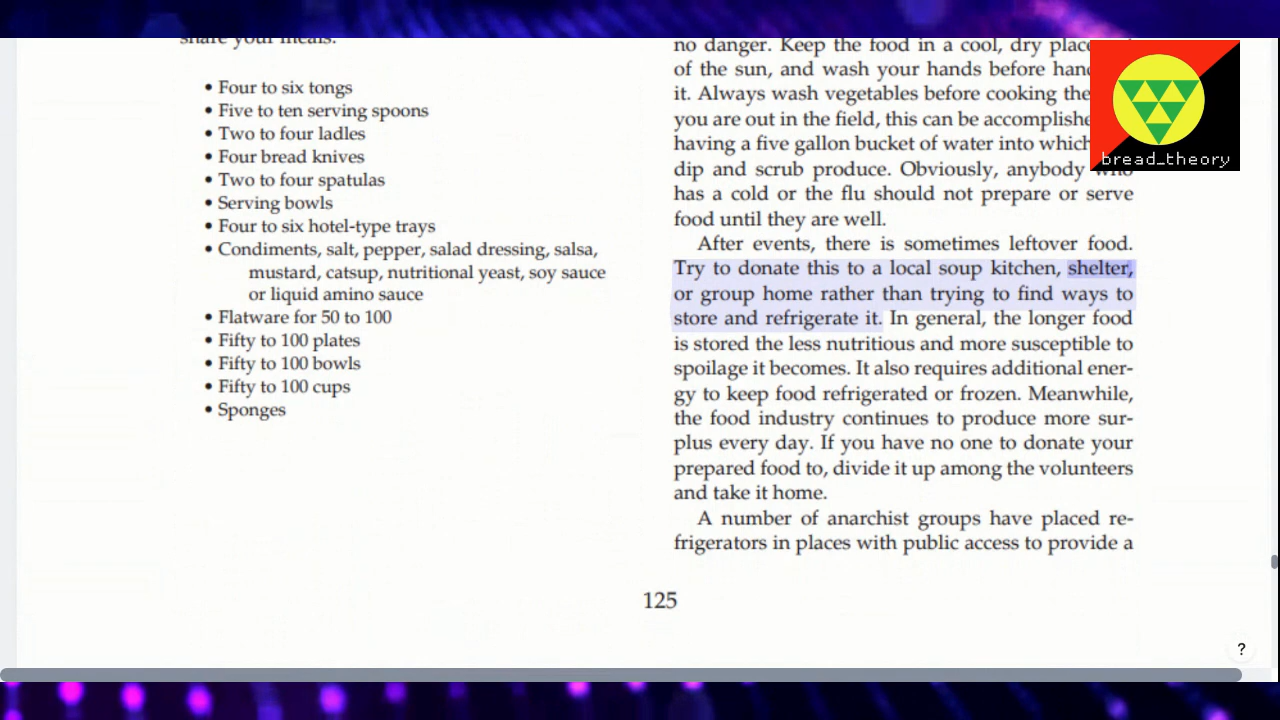 share your meals.
• Four to six tongs
• Five to ten serving spoons
• Two to four ladles
• Four bread knives
• Two to four spatulas
• Serving bowls
• Four to six hotel-type trays
• Condiments, salt, pepper, salad dressing, salsa,
mustard, catsup, nutritional yeast, soy sauce
or liquid amino sauce
• Flatware for 50 to 100
• Fifty to 100 plates
• Fifty to 100 bowls
• Fifty to 100 cups
• Sponges
no danger. Keep the food in a cool, dry place
of the sun, and wash your hands before
it. Always wash vegetables before cooking
you are out in the field, this can be
having a five gallon bucket of water into which
dip and scrub produce. Obviously, anybody who
has a cold or the flu should not prepare or serve
food until they are well.
After events, there is sometimes leftover food.
Try to donate this to a local soup kitchen, shelter,
or group home rather than trying to find ways to
store and refrigerate it. In general, the longer food
is stored the less nutritious and more susceptible to
spoilage it becomes. It also requires additional ener-
gy to keep food refrigerated or frozen. Meanwhile,
the food industry continues to produce more sur-
plus every day. If you have no one to donate your
prepared food to, divide it up among the volunteers
and take it home.
A number of anarchist groups have placed re-
frigerators in places with public access to provide a
125
bread_theory
?